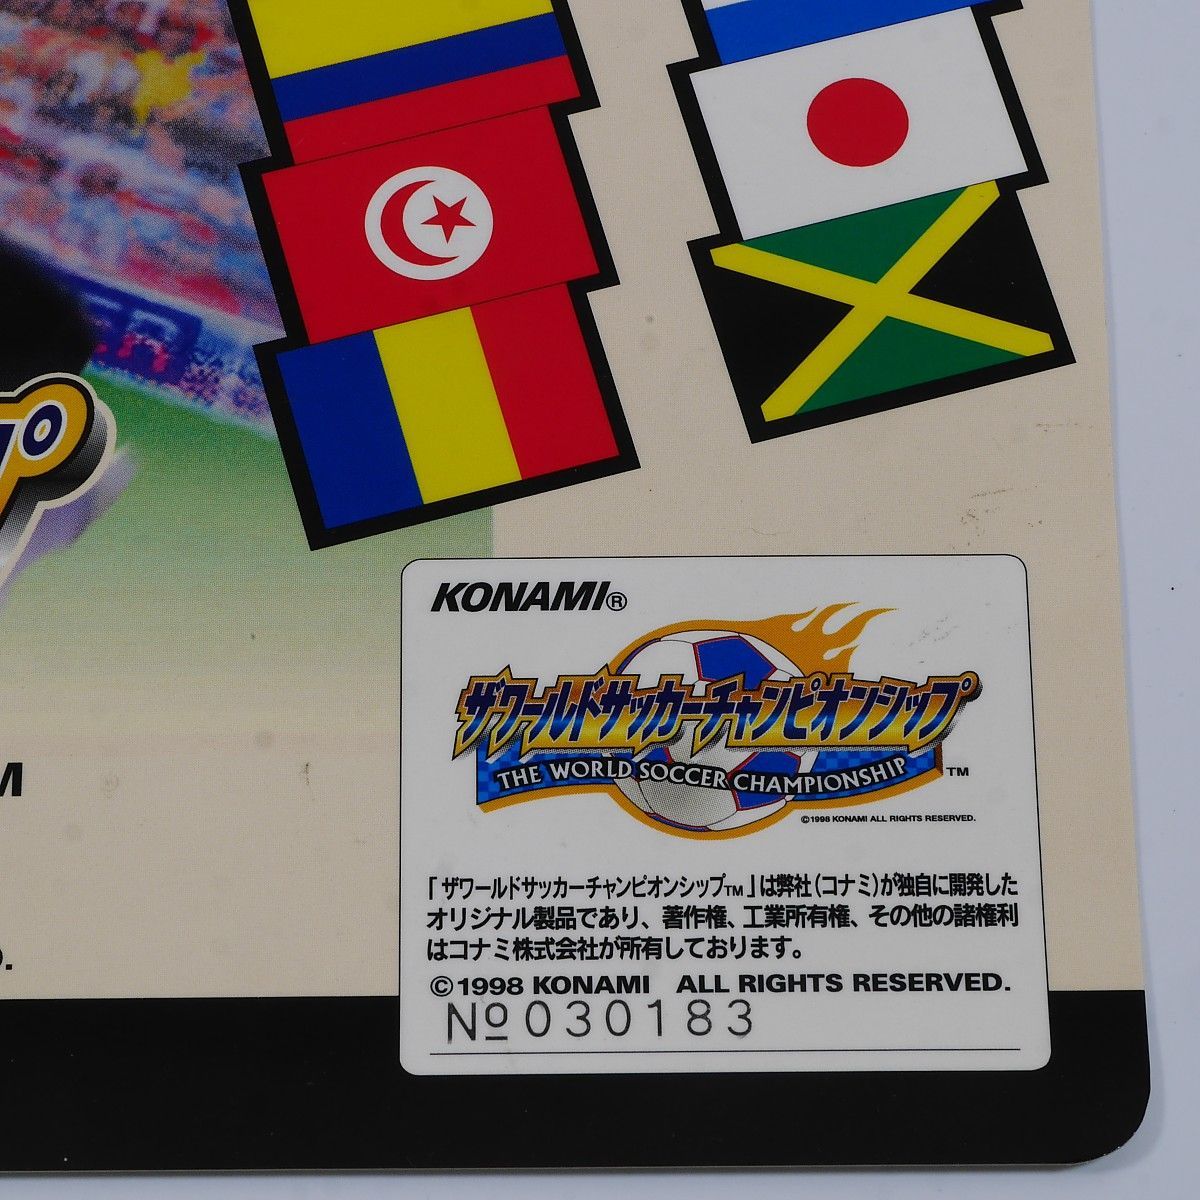 KONAMI®
ザワールドサッカーチャンピオンシップ
THE WORLD SOCCER CHAMPIONSHIP TM
©1998 KONAMI ALL RIGHTS RESERVED.
「ザワールドサッカーチャンピオンシップTM」は弊社(コナミ)が独自に開発した
オリジナル製品であり、著作権、工業所有権、その他の諸権利
はコナミ株式会社が所有しております。
©1998 KONAMI ALL RIGHTS RESERVED.
№030183